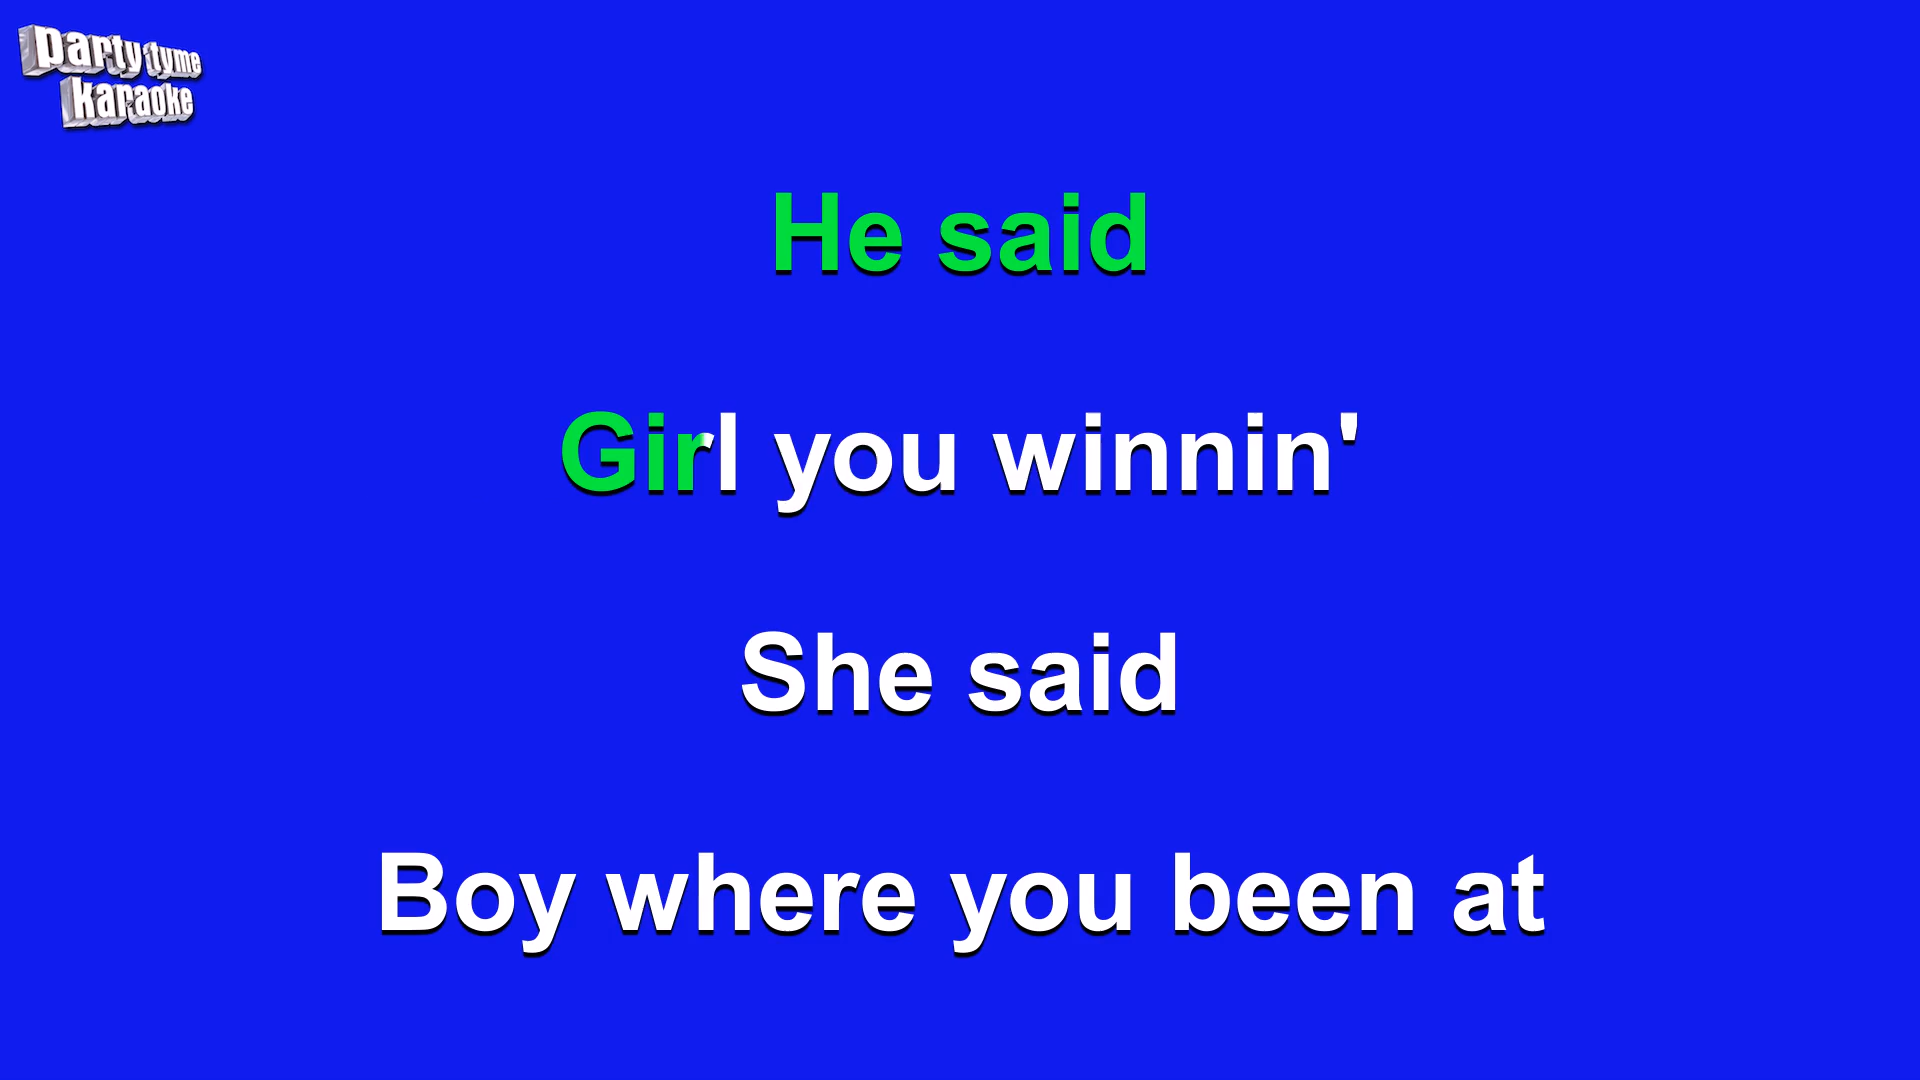 party tyme
karaoke
He said
Girl you winnin'
She said
Boy where you been at